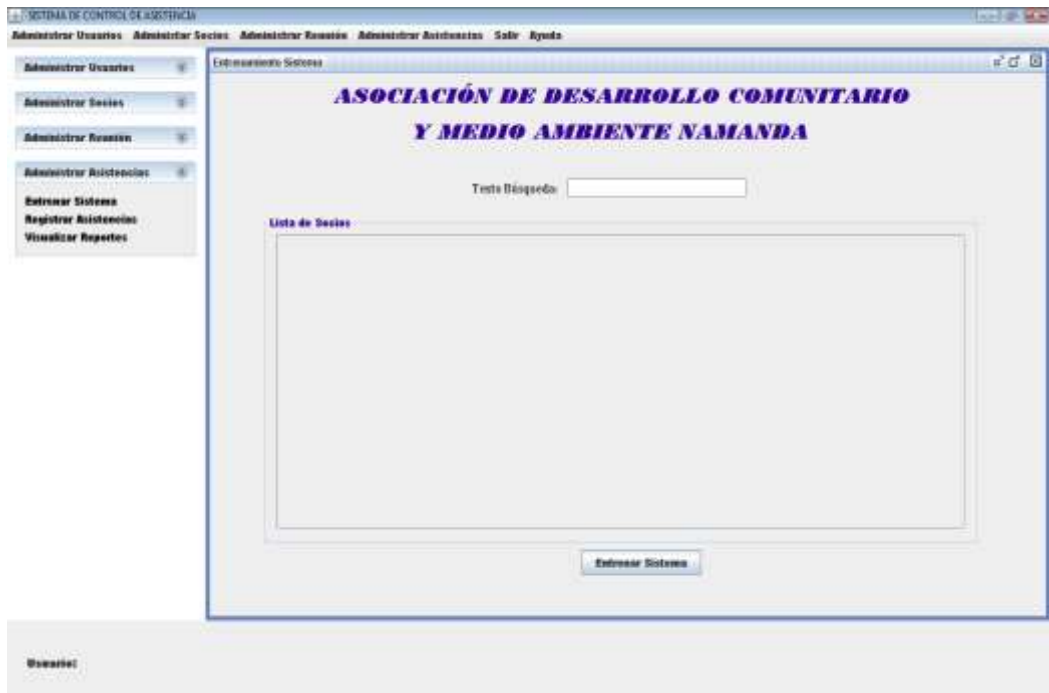 SISTEMA DE CONTROL DE ASISTENCIA
Administrar Usuarios Administrar Socios Administrar Reunión Administrar Asistencias Salir Ayuda
Administrar Usuarios
Administrar Socios
Administrar Reunión
Administrar Asistencias
Entrenar Sistema
Registrar Asistencias
Visualizar Reportes
Entrenamiento Sistema
ASOCIACIÓN DE DESARROLLO COMUNITARIO
Y MEDIO AMBIENTE NAMANDA
Texto Búsqueda:
Lista de Socios
Entrenar Sistema
Usuario: